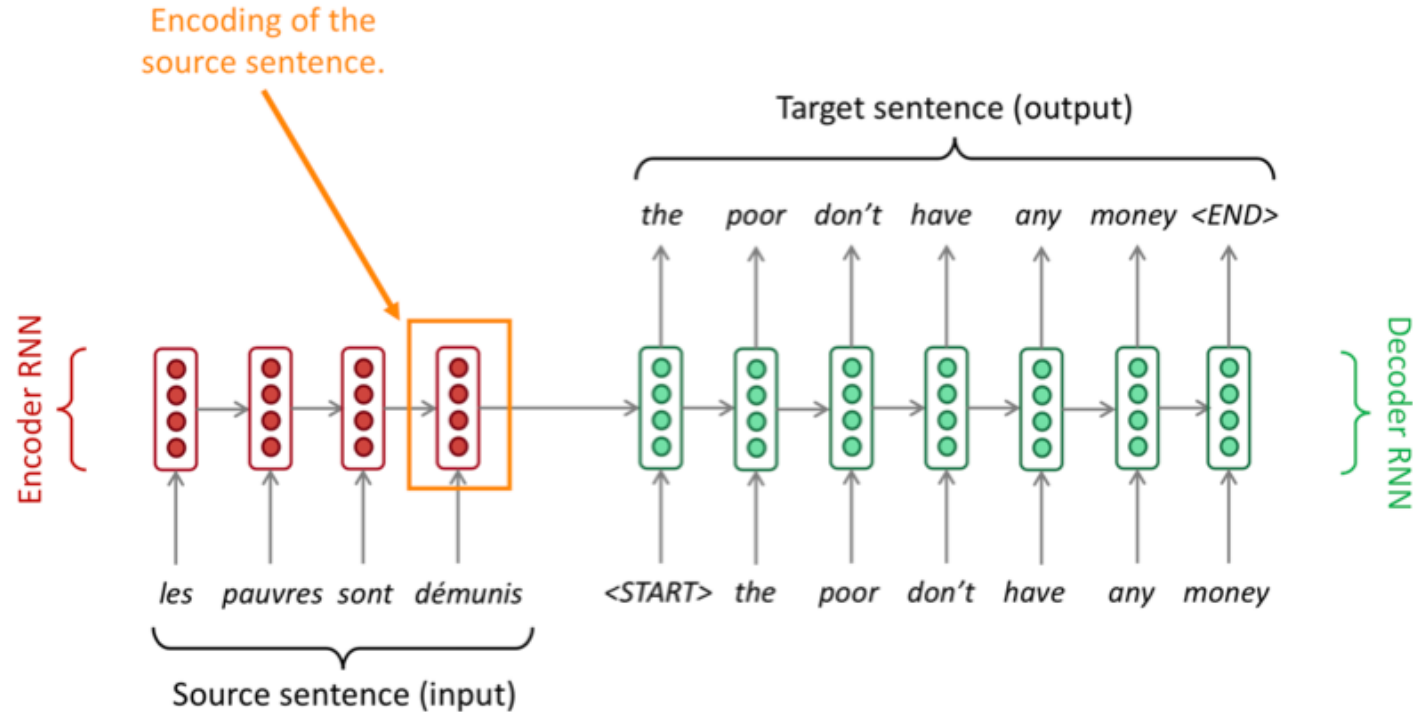 Encoding of the
source sentence.
Target sentence (output)
the poor don't have any money <END>
Encoder RNN
Decoder RNN
les pauvres sont démunis <START> the poor don't have any money
Source sentence (input)